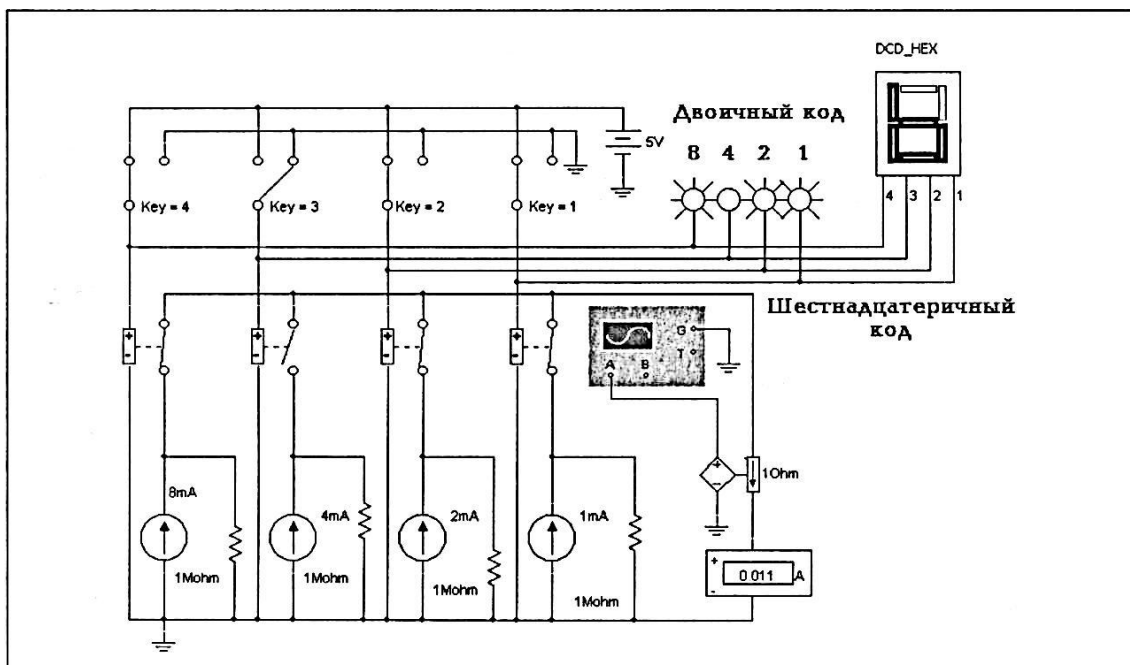 DCD_HEX
Двоичный код
5V
8 4 2 1
Key = 4
Key = 3
Key = 2
Key = 1
4 3 2 1
Шестнадцатеричный
код
G
T
A
B
1Ohm
8mA
4mA
2mA
1mA
1Mohm
1Mohm
1Mohm
1Mohm
0.011 A